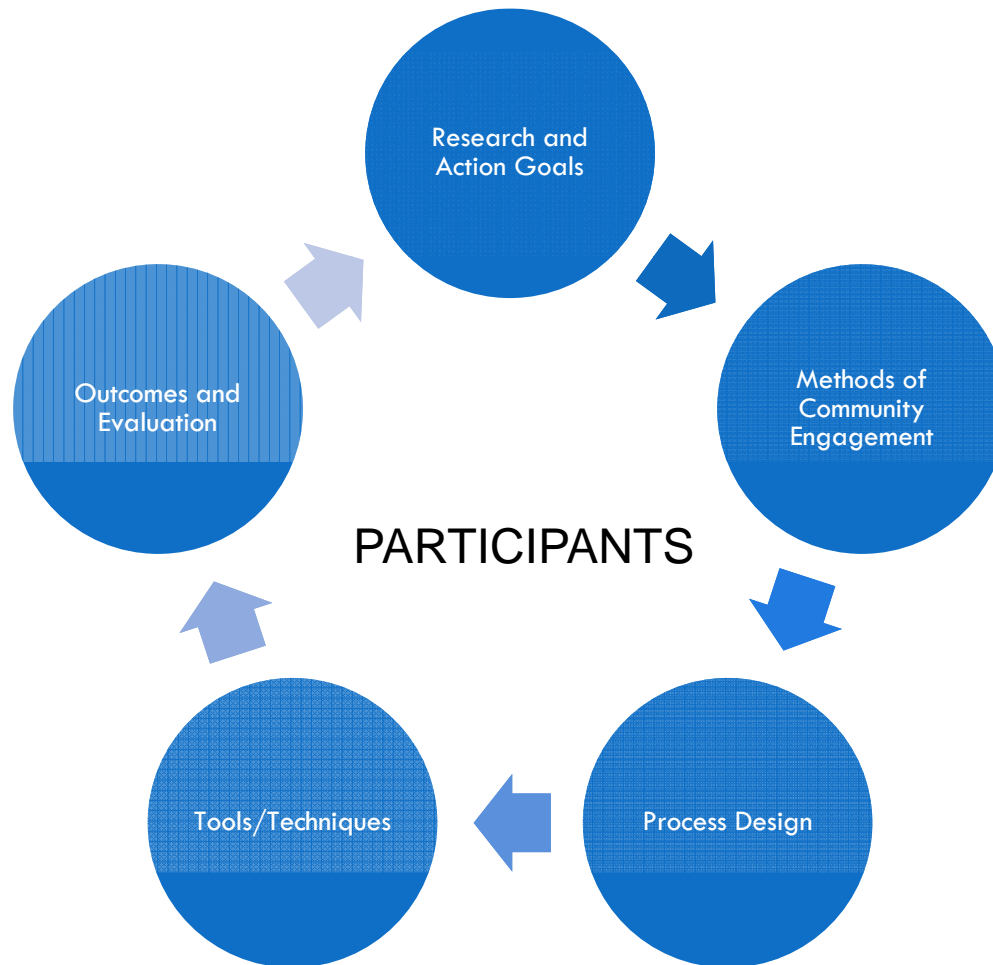 Research and
Action Goals
Methods of
Community
Engagement
Process Design
Tools/Techniques
Outcomes and
Evaluation
PARTICIPANTS